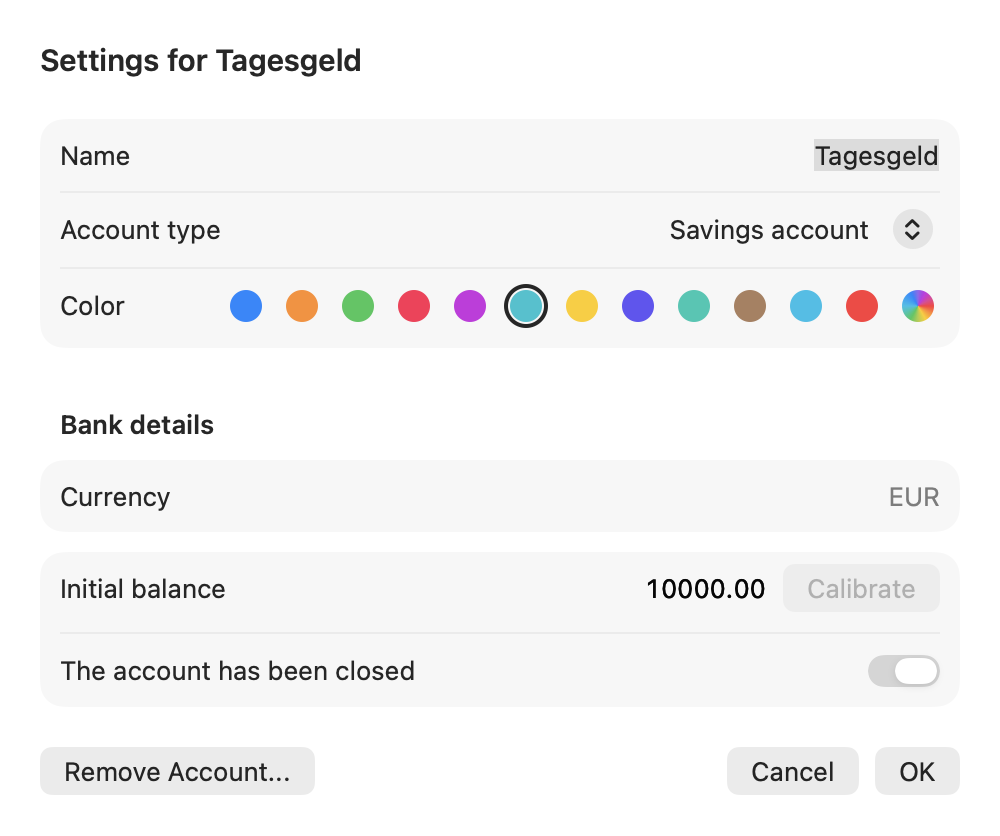 Settings for Tagesgeld
Name Tagesgeld
Account type Savings account
Color
Bank details
Currency EUR
Initial balance 10000.00 Calibrate
The account has been closed
Remove Account... Cancel OK